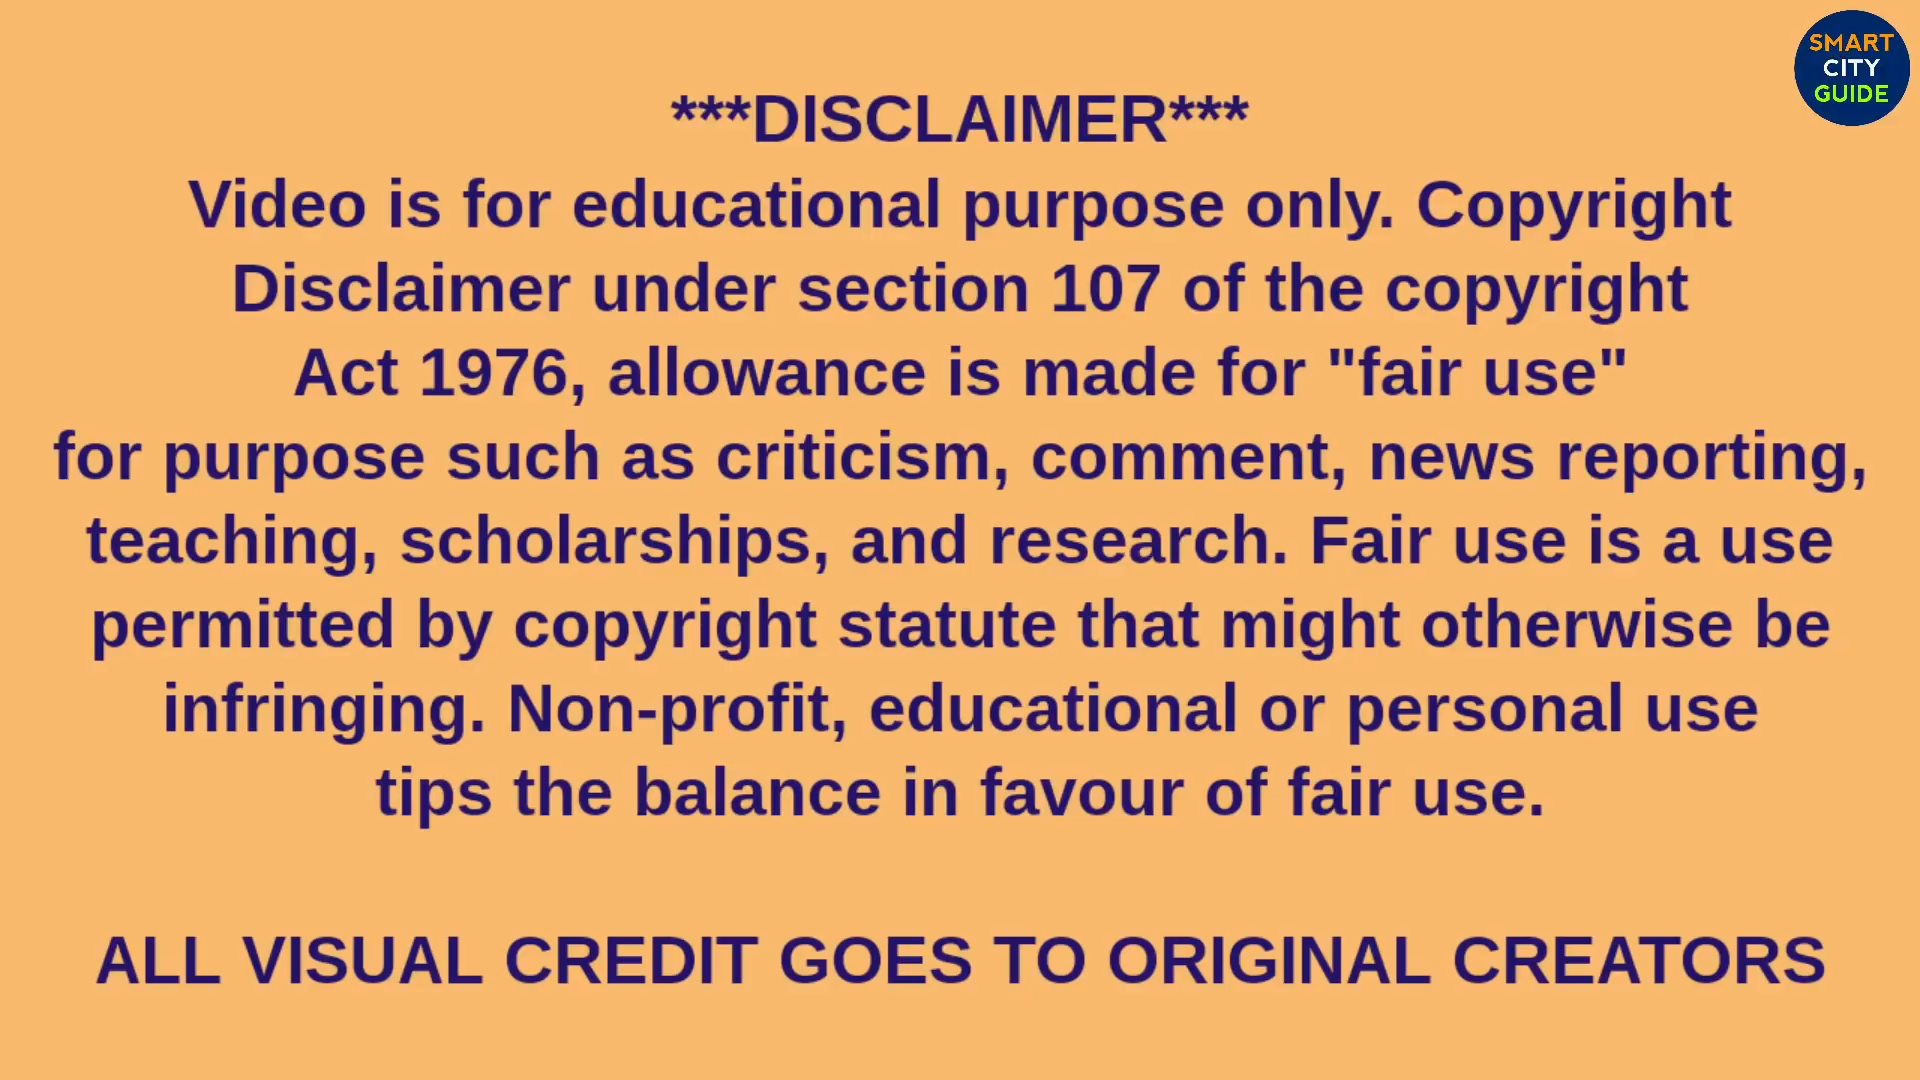 SMART
CITY
GUIDE
***DISCLAIMER***
Video is for educational purpose only. Copyright
Disclaimer under section 107 of the copyright
Act 1976, allowance is made for "fair use"
for purpose such as criticism, comment, news reporting,
teaching, scholarships, and research. Fair use is a use
permitted by copyright statute that might otherwise be
infringing. Non-profit, educational or personal use
tips the balance in favour of fair use.
ALL VISUAL CREDIT GOES TO ORIGINAL CREATORS